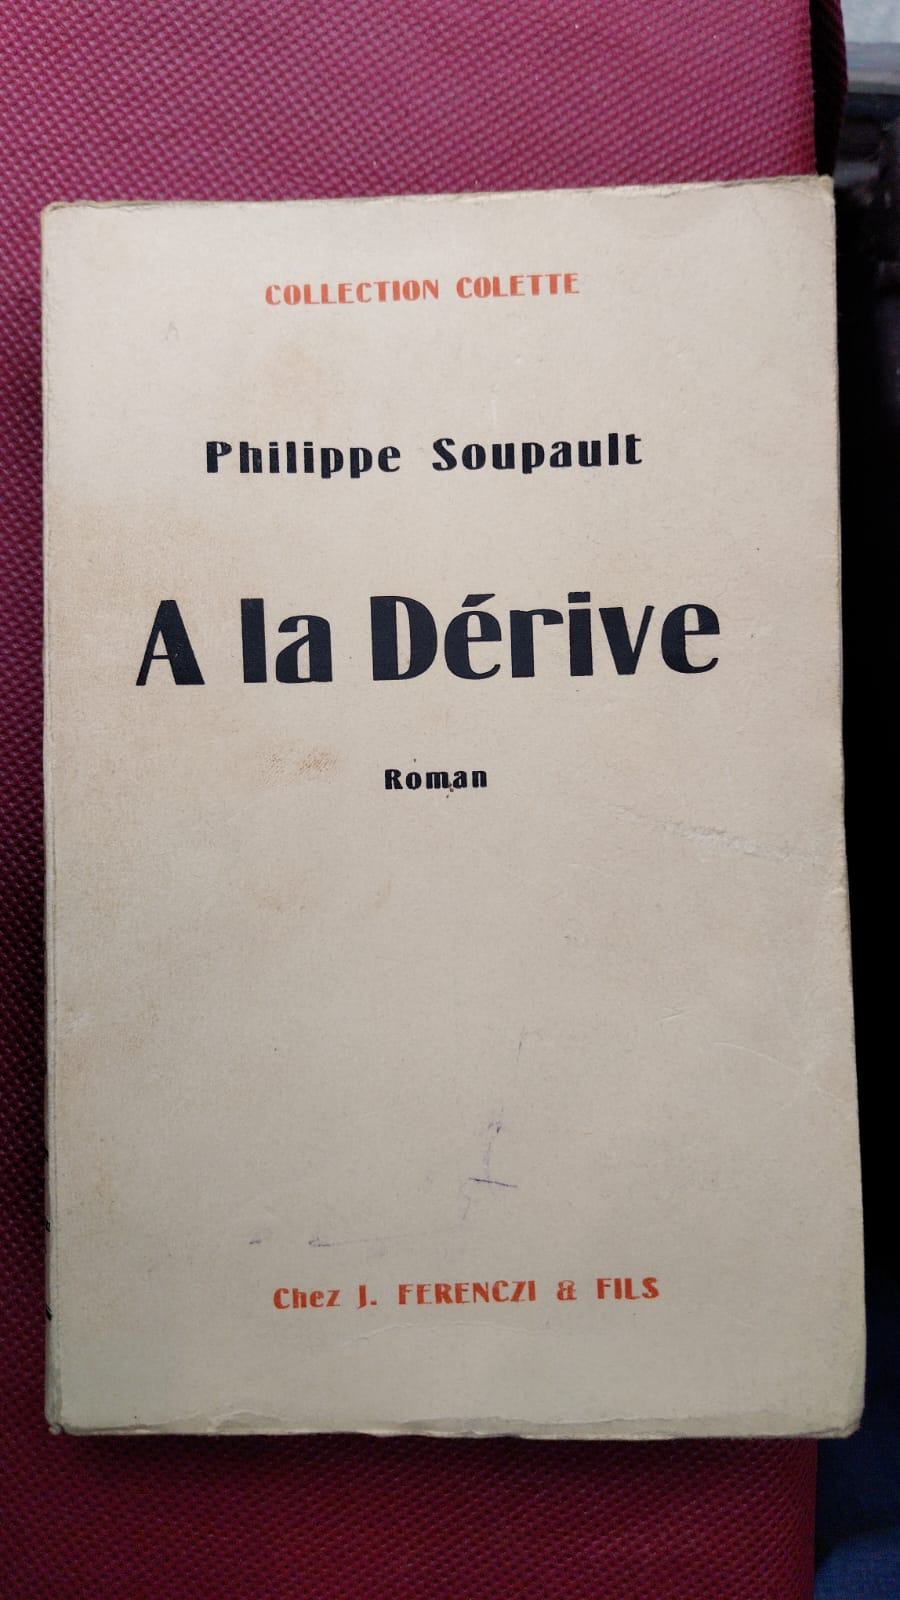 COLLECTION COLETTE
Philippe Soupault
A la Dérive
Roman
Chez J. FERENCZI & FILS